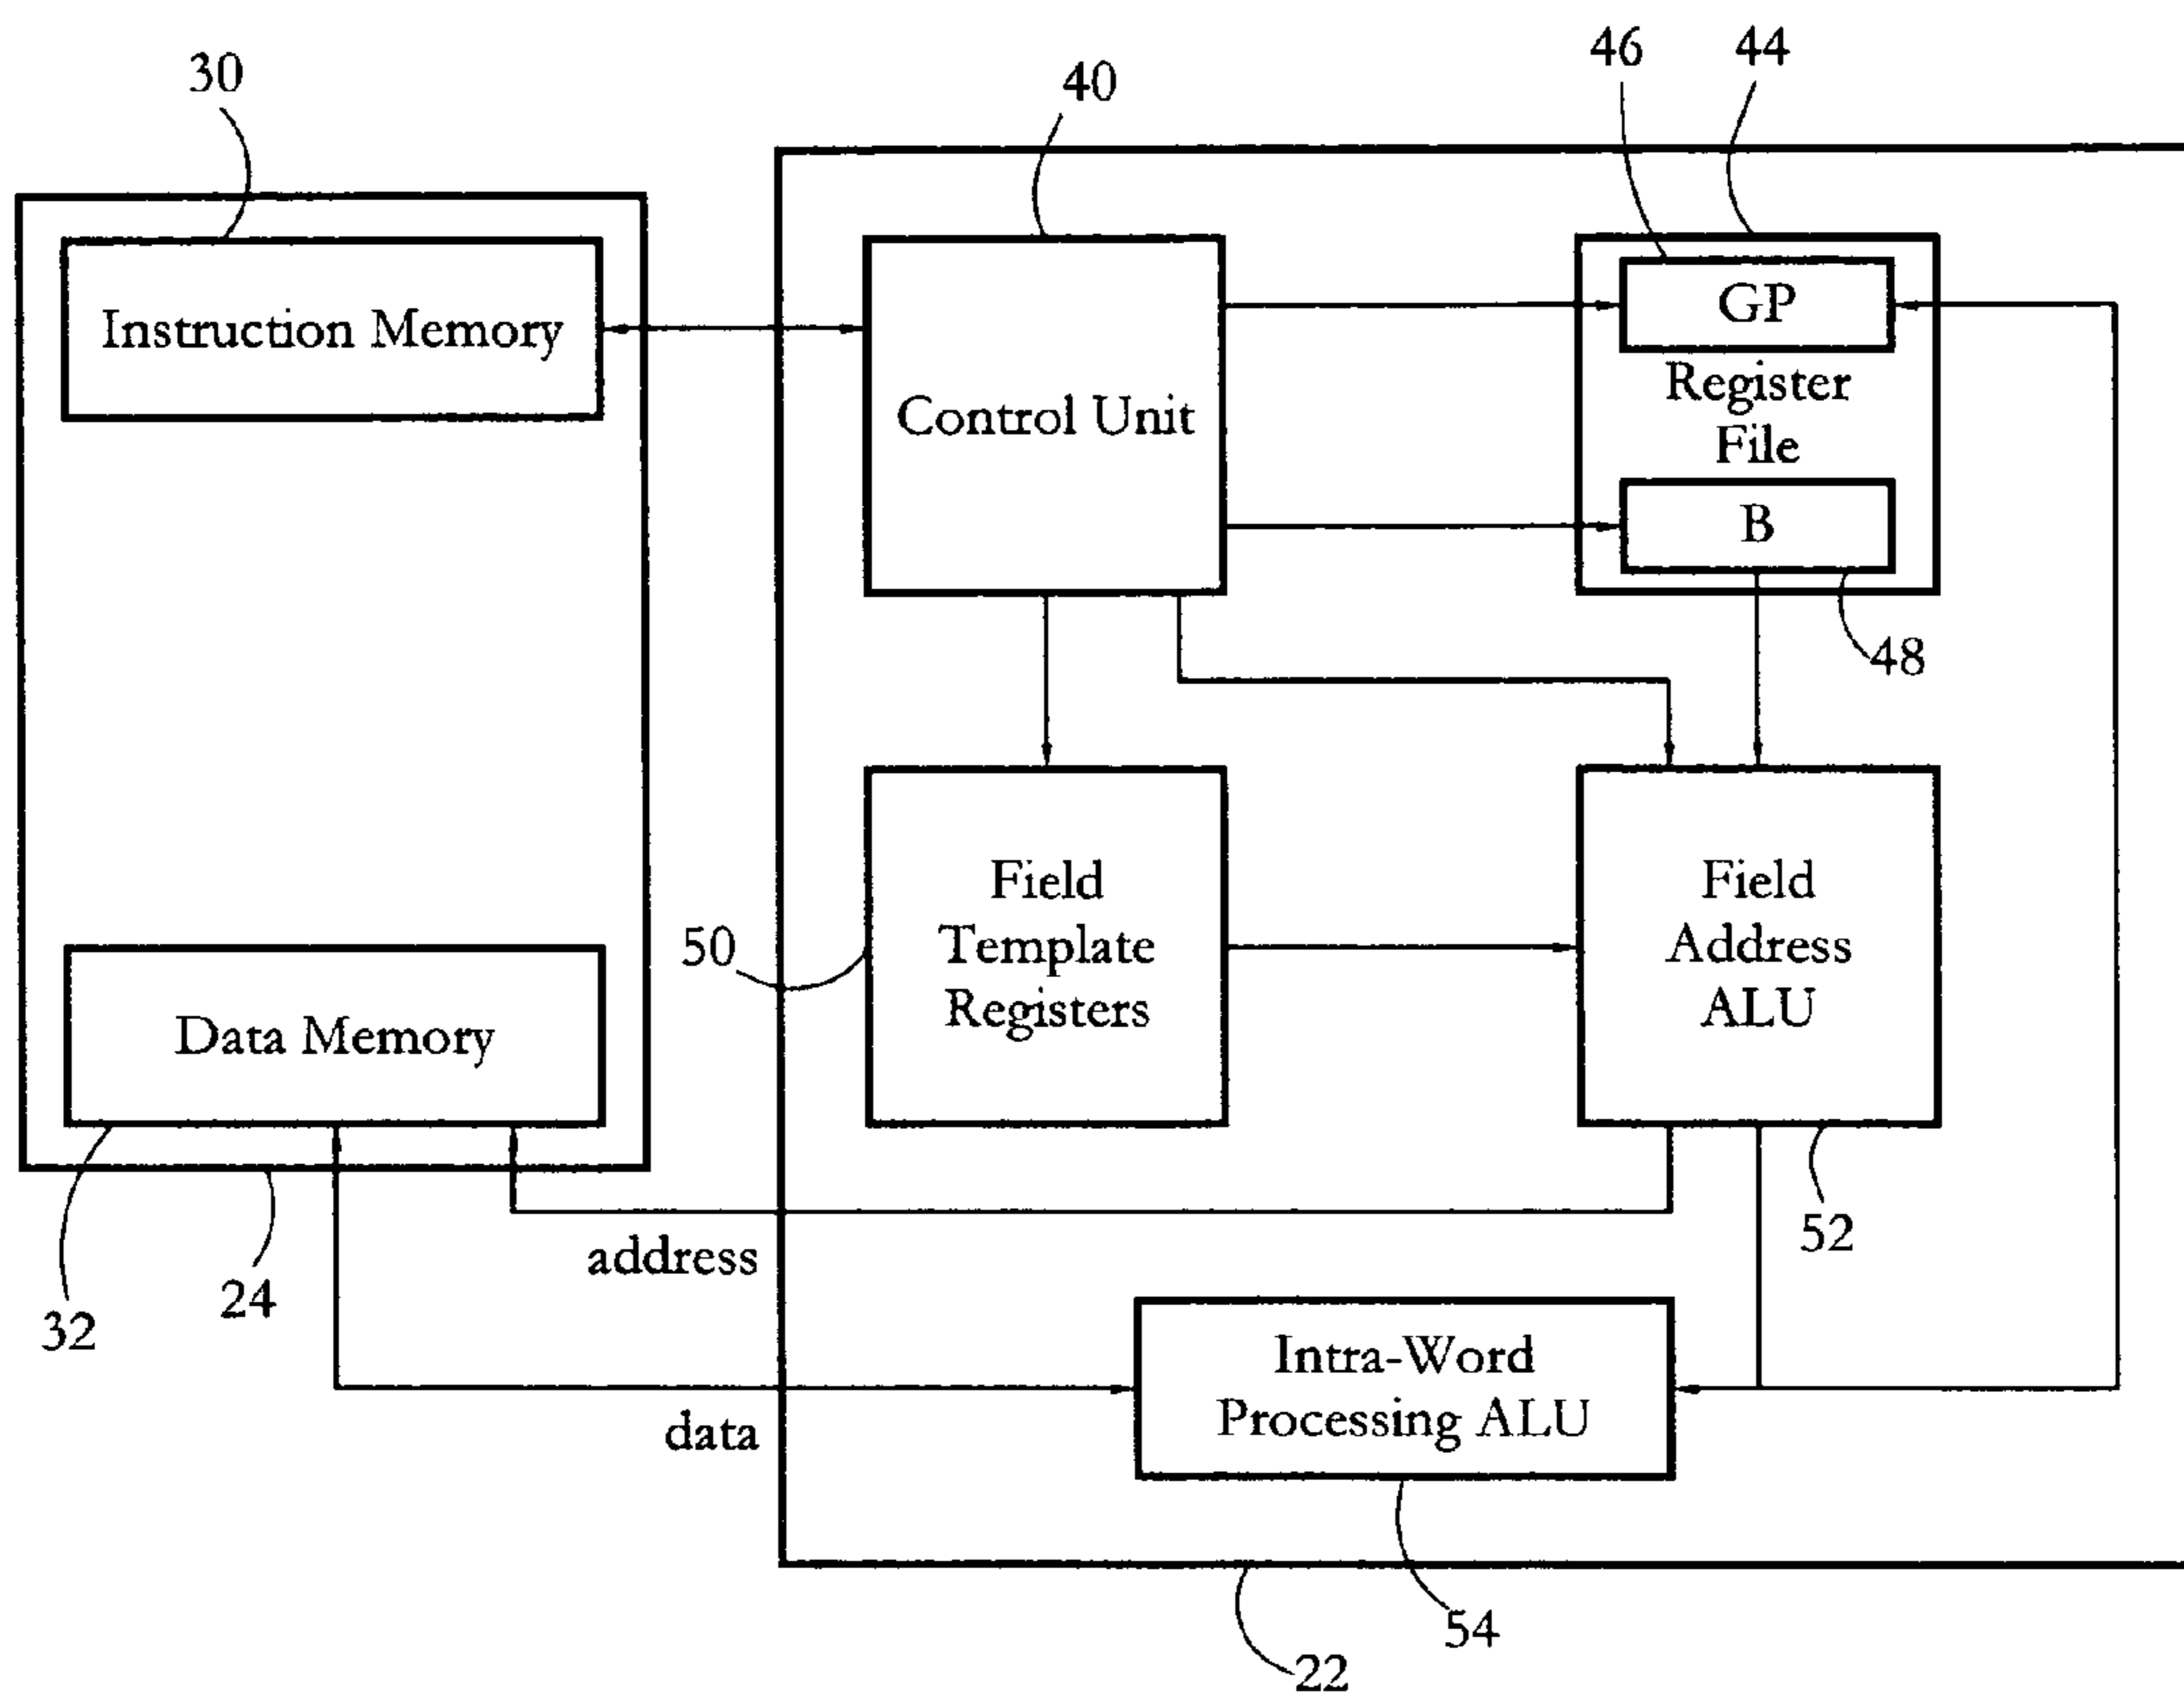 46
44
30
40
GP
Instruction Memory
Register
Control Unit
File
B
48
Field
Template
Registers
Field
Address
ALU
50
Data Memory
52
address
24
32
Intra-Word
Processing ALU
data
54
22